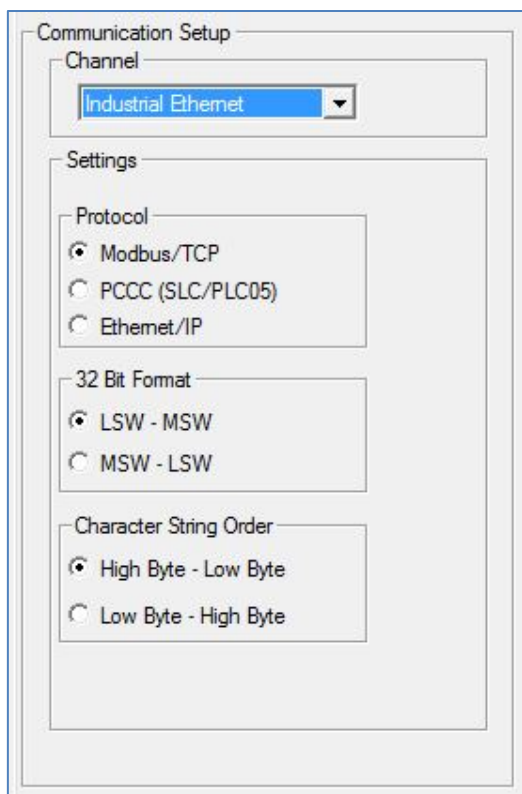 Communication Setup
Channel
Industrial Ethernet
Settings
Protocol
Modbus/TCP
PCCC (SLC/PLC05)
Ethernet/IP
32 Bit Format
LSW - MSW
MSW - LSW
Character String Order
High Byte - Low Byte
Low Byte - High Byte